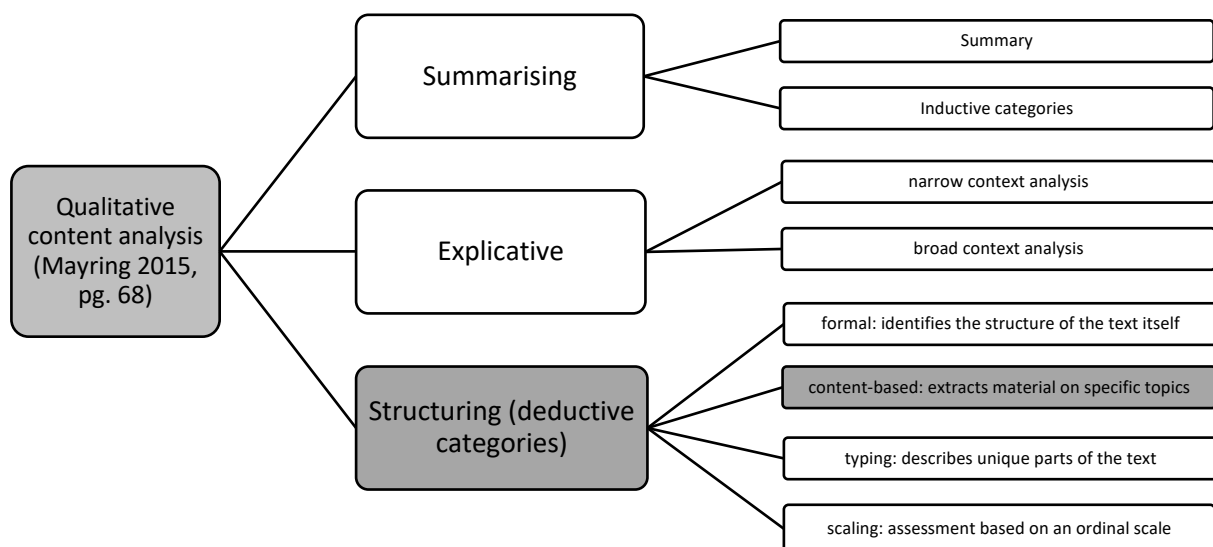 Qualitative
content analysis
(Mayring 2015,
pg. 68)
Summarising
Summary
Inductive categories
Explicative
narrow context analysis
broad context analysis
Structuring (deductive
categories)
formal: identifies the structure of the text itself
content-based: extracts material on specific topics
typing: describes unique parts of the text
scaling: assessment based on an ordinal scale